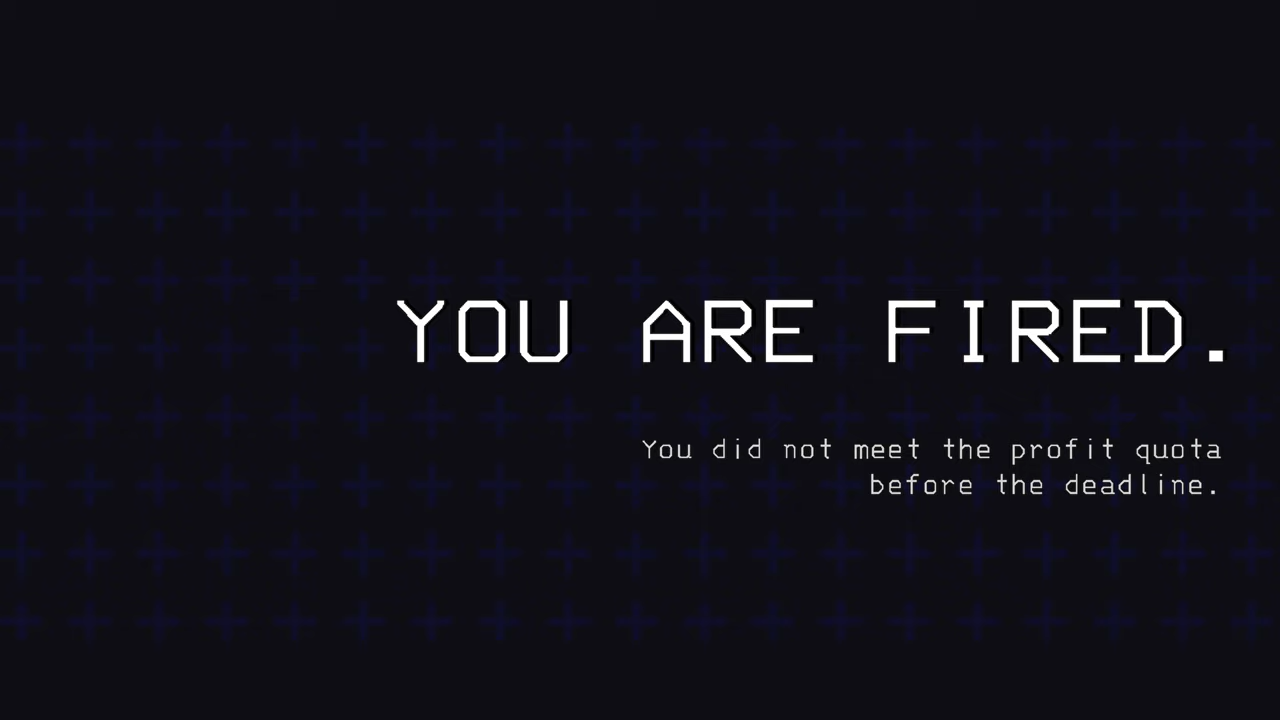 YOU ARE FIRED.
You did not meet the profit quota
before the deadline.